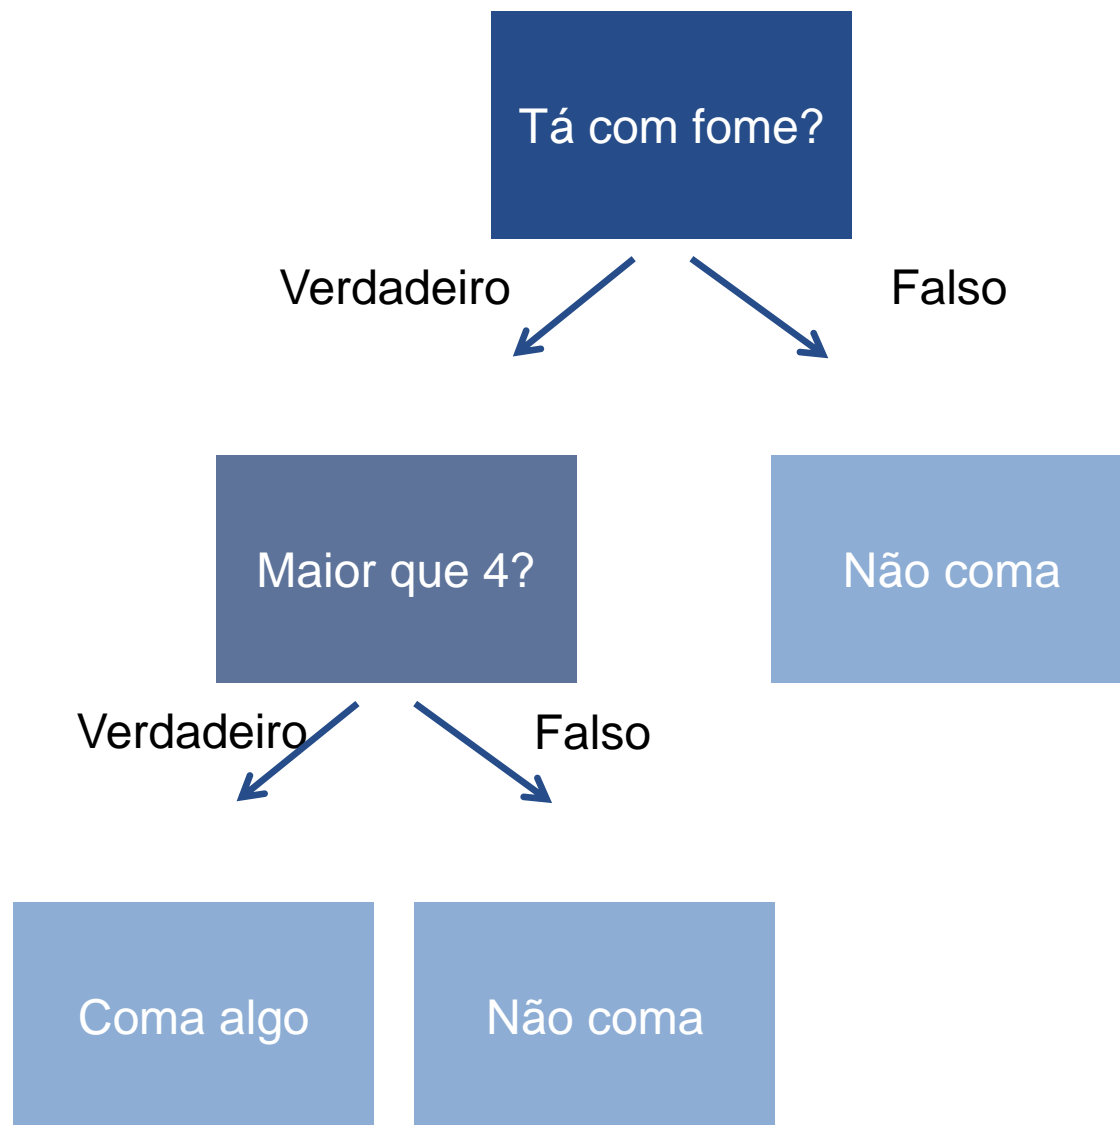 Tá com fome?
Verdadeiro
Falso
Maior que 4?
Não coma
Verdadeiro
Falso
Coma algo
Não coma